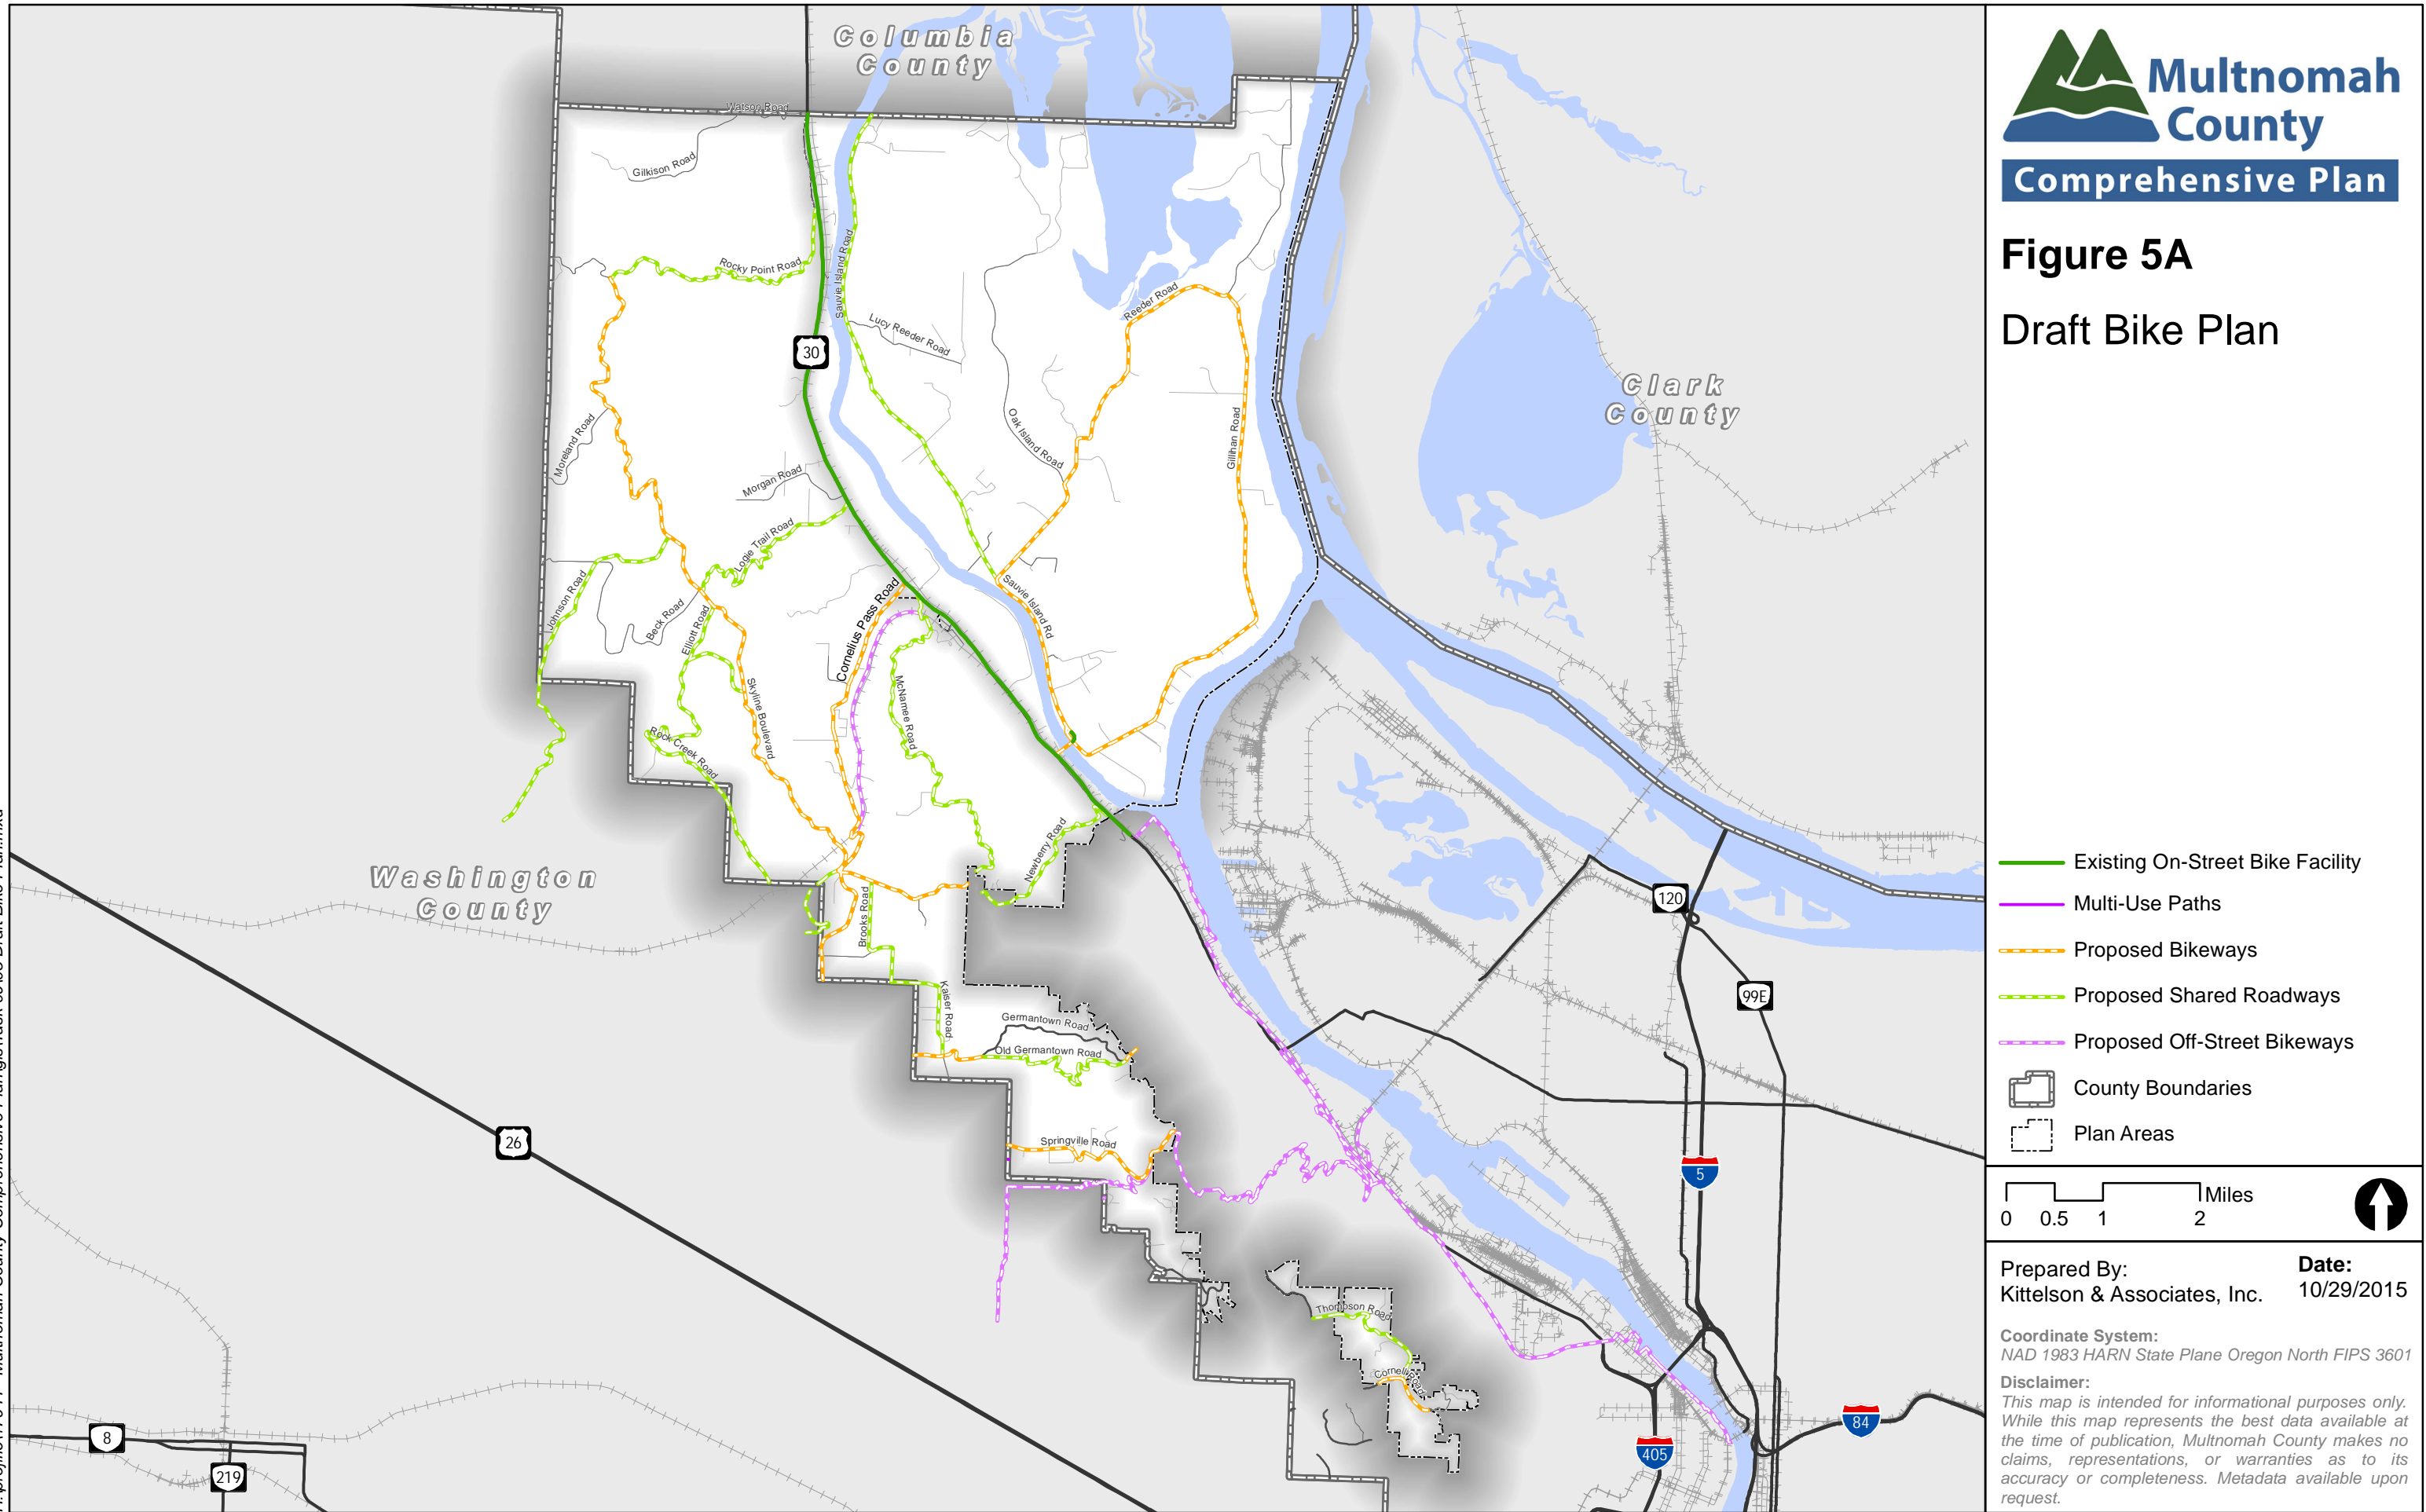 Columbia
County
Watson Road
Gilkison Road
Rocky Point Road
Sauvie Island Road
Lucy Reeder Road
Reeder Road
30
Oak Island Road
Gillihan Road
Clark
County
Moreland Road
Morgan Road
Logie Trail Road
Johnson Road
Beck Road
Elliott Road
Cornelius Pass Road
Sauvie Island Rd
Skyline Boulevard
McNamee Road
Rock Creek Road
Newberry Road
Washington
County
Brooks Road
Kaiser Road
Germantown Road
Old Germantown Road
Springville Road
Thompson Road
Cornell Road
26
8
219
120
99E
5
84
405
Multnomah
County
Comprehensive Plan
Figure 5A
Draft Bike Plan
Existing On-Street Bike Facility
Multi-Use Paths
Proposed Bikeways
Proposed Shared Roadways
Proposed Off-Street Bikeways
County Boundaries
Plan Areas
Miles
0 0.5 1 2
Prepared By:
Kittelson & Associates, Inc.
Date:
10/29/2015
Coordinate System:
NAD 1983 HARN State Plane Oregon North FIPS 3601
Disclaimer:
This map is intended for informational purposes only.
While this map represents the best data available at
the time of publication, Multnomah County makes no
claims, representations, or warranties as to its
accuracy or completeness. Metadata available upon
request.